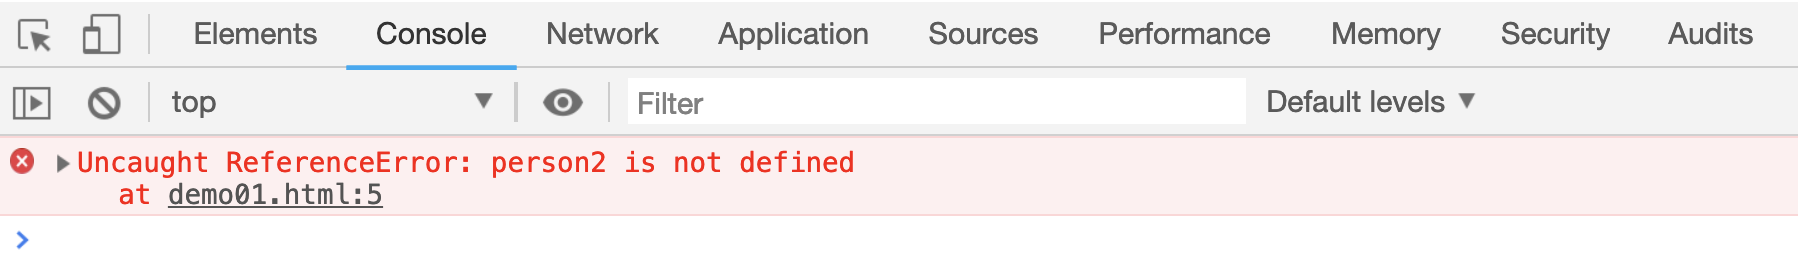 Elements Console Network Application Sources Performance Memory Security Audits
top Filter Default levels
Uncaught ReferenceError: person2 is not defined
at demo01.html:5